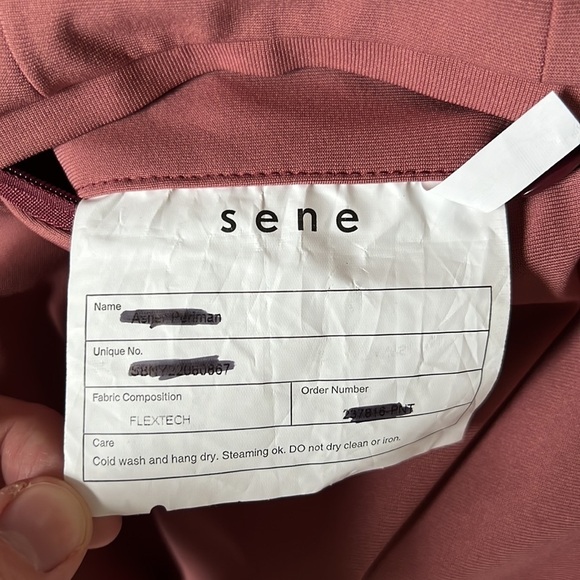 sene
Name
Unique No.
Fabric Composition
FLEXTECH
Order Number
Care
Cold wash and hang dry. Steaming ok. DO not dry clean or iron.